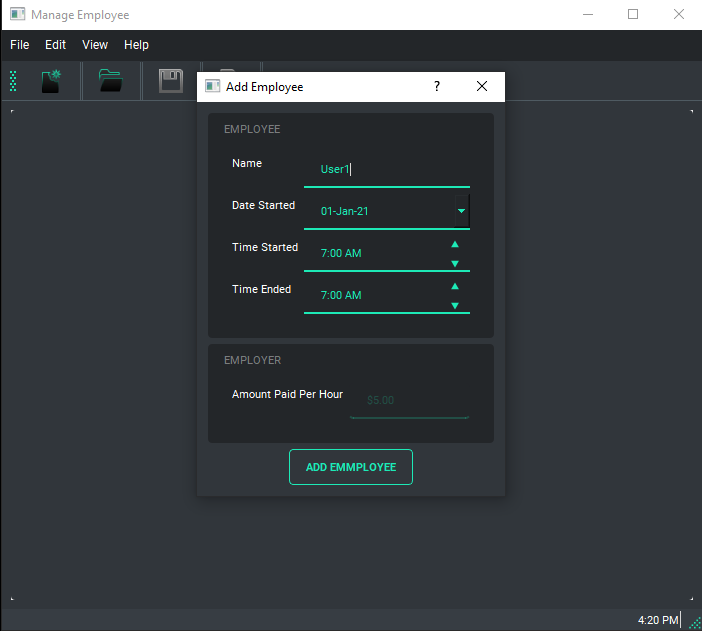 Manage Employee
File Edit View Help
Add Employee ?
EMPLOYEE
Name User1
Date Started 01-Jan-21
Time Started 7:00 AM
Time Ended 7:00 AM
EMPLOYER
Amount Paid Per Hour $5.00
ADD EMMPLOYEE
4:20 PM